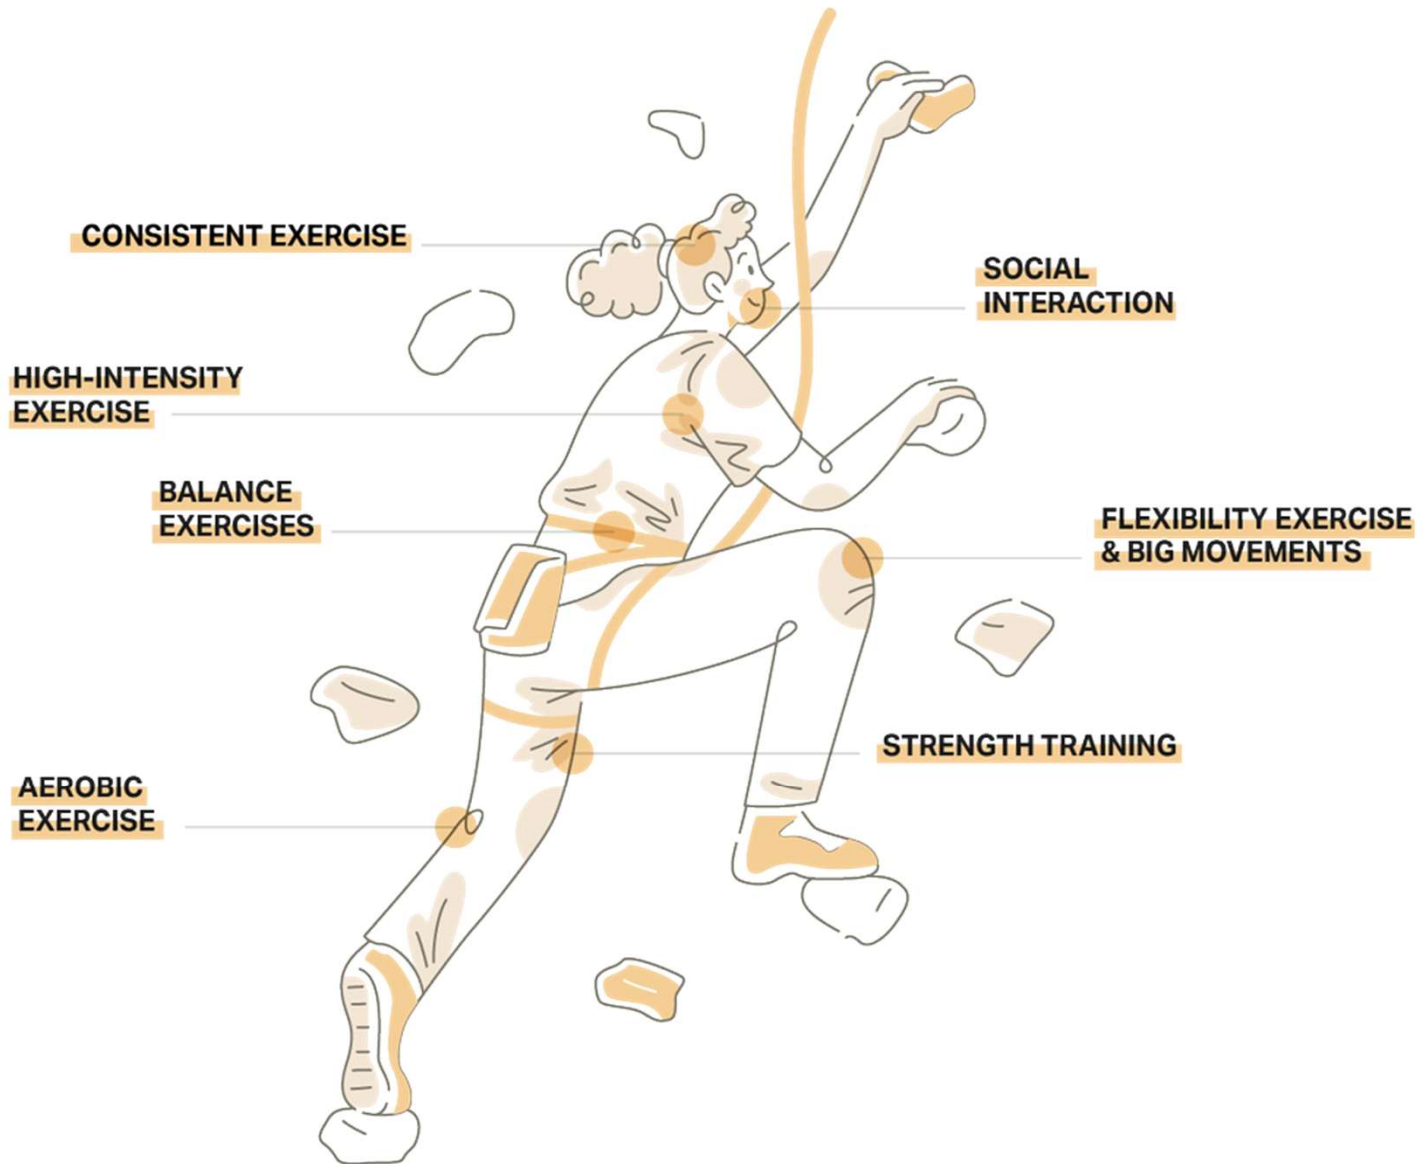 CONSISTENT EXERCISE
SOCIAL
INTERACTION
HIGH-INTENSITY
EXERCISE
BALANCE
EXERCISES
FLEXIBILITY EXERCISE
& BIG MOVEMENTS
STRENGTH TRAINING
AEROBIC
EXERCISE